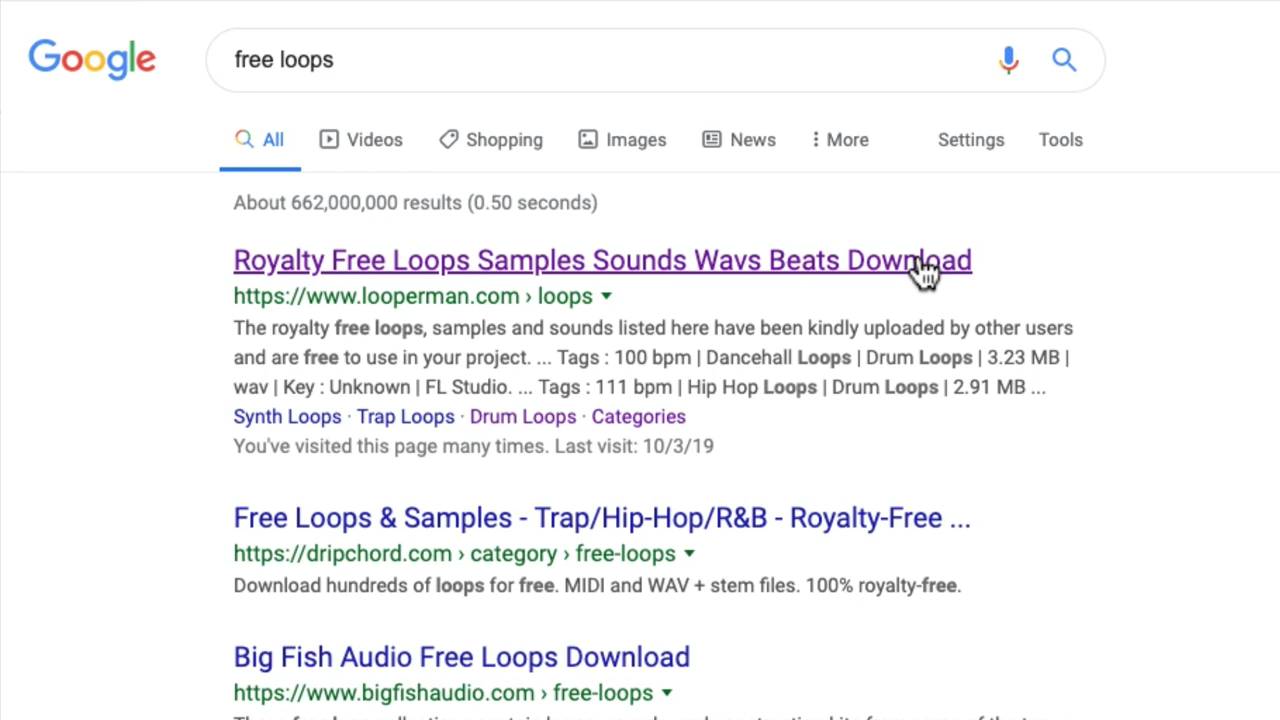 Google
free loops
All Videos Shopping Images News More Settings Tools
About 662,000,000 results (0.50 seconds)
Royalty Free Loops Samples Sounds Wavs Beats Download
https://www.looperman.com › loops
The royalty free loops, samples and sounds listed here have been kindly uploaded by other users
and are free to use in your project. ... Tags : 100 bpm | Dancehall Loops | Drum Loops | 3.23 MB |
wav | Key : Unknown | FL Studio. ... Tags : 111 bpm | Hip Hop Loops | Drum Loops | 2.91 MB ...
Synth Loops · Trap Loops · Drum Loops · Categories
You've visited this page many times. Last visit: 10/3/19
Free Loops & Samples - Trap/Hip-Hop/R&B - Royalty-Free ...
https://dripchord.com › category › free-loops
Download hundreds of loops for free. MIDI and WAV + stem files. 100% royalty-free.
Big Fish Audio Free Loops Download
https://www.bigfishaudio.com › free-loops